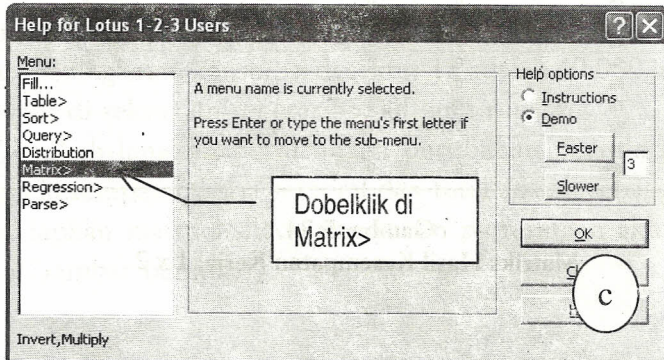 Help for Lotus 1-2-3 Users
Menu:
Fill...
Table>
Sort>
Query>
Distribution
Matrix>
Regression>
Parse>
A menu name is currently selected.
Press Enter or type the menu's first letter if
you want to move to the sub-menu.
Dobelklik di
Matrix>
Help options
Instructions
Demo
Faster
3
Slower
OK
c
Invert,Multiply